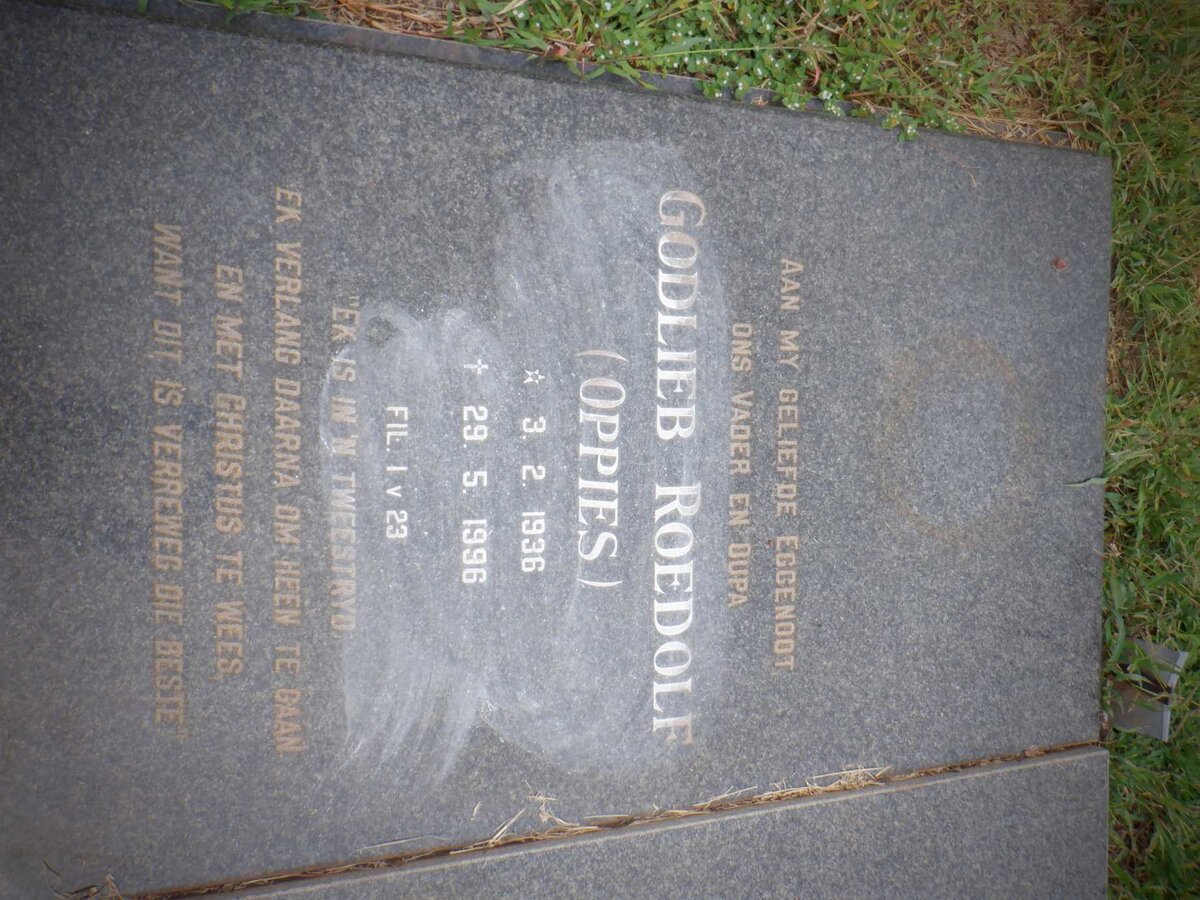 AAN MY GELIEFDE EGGENOOT
ONS VADER EN OUPA
GODLIEB ROEDOLF
(OPPIES)
☆ 3. 2. 1936
✝ 29. 5. 1996
FIL. 1 v 23
"EK IS IN 'N TWEESTRYD.
EK VERLANG DAARNA OM HEEN TE GAAN
EN MET CHRISTUS TE WEES,
WANT DIT IS VERREWEG DIE BESTE"